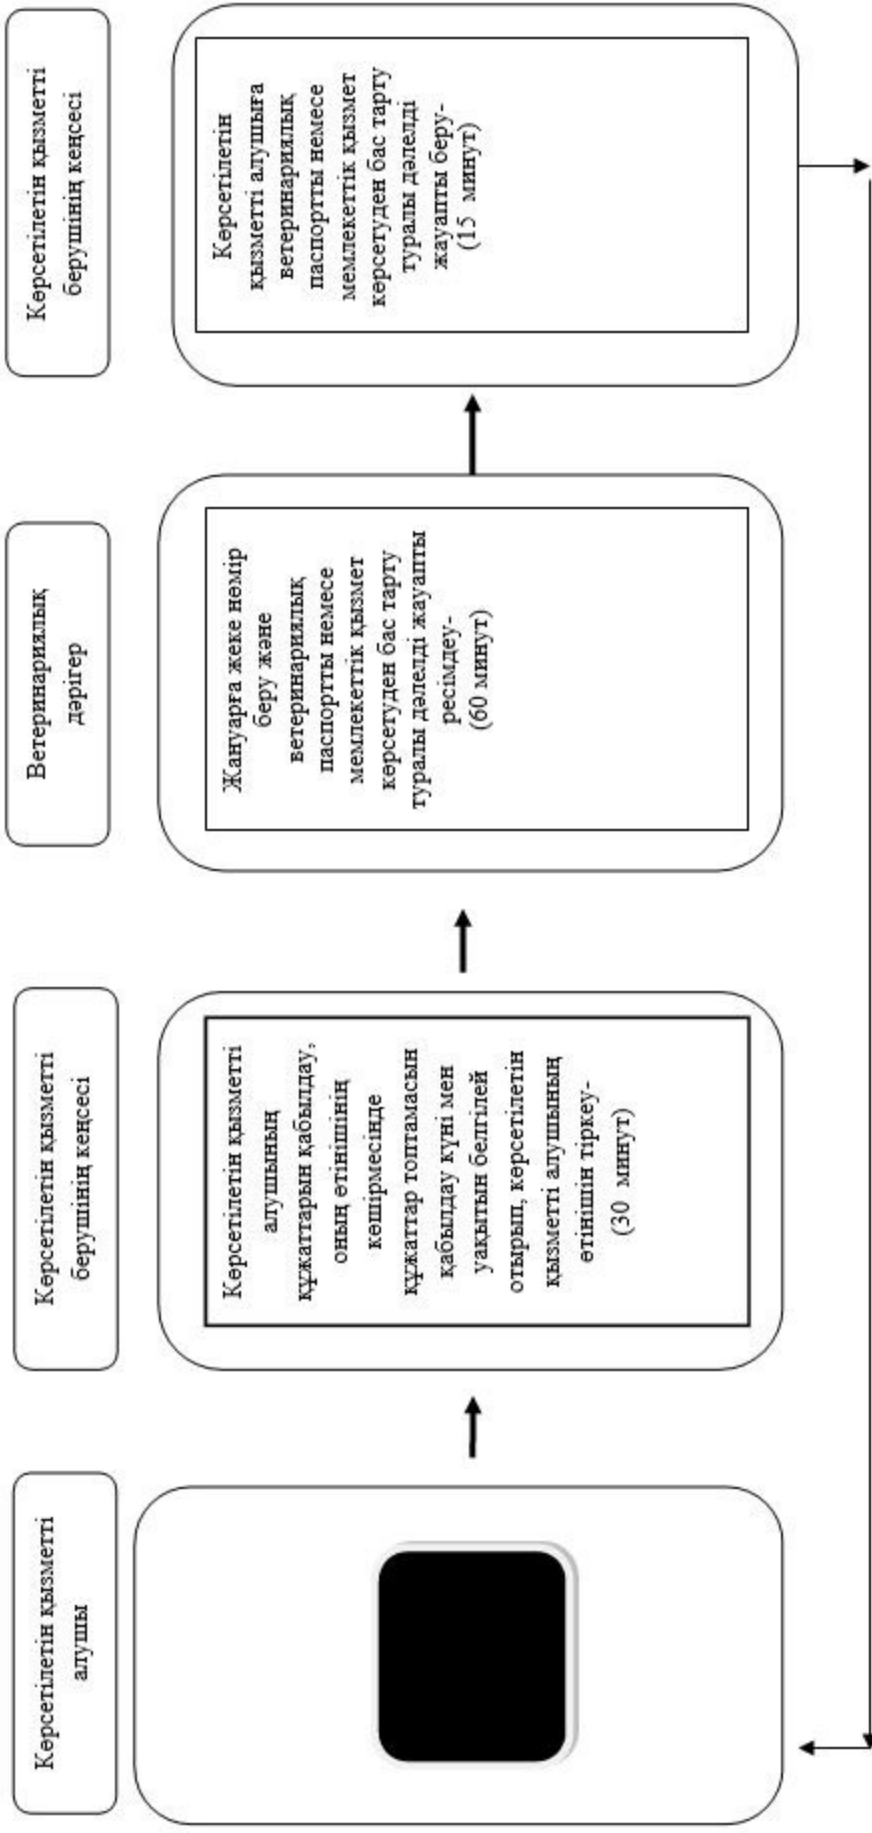 Көрсетілетін қызметті
алушы
Көрсетілетін қызметті
берушінің кеңсесі
Көрсетілетін қызметті
алушының
құжаттарын қабылдау,
оның өтінішінің
көшірмесінде
құжаттар топтамасын
қабылдау күні мен
уақытын белгілей
отырып, көрсетілетін
қызметті алушының
өтінішін тіркеу-
(30 минут)
Ветеринариялық
дәрігер
Жануарға жеке нөмір
беру және
ветеринариялық
паспортты немесе
мемлекеттік қызмет
көрсетуден бас тарту
туралы дәлелді жауапты
ресімдеу-
(60 минут)
Көрсетілетін қызметті
берушінің кеңсесі
Көрсетілетін
қызметті алушыға
ветеринариялық
паспортты немесе
мемлекеттік қызмет
көрсетуден бас тарту
туралы дәлелді
жауапты беру-
(15 минут)